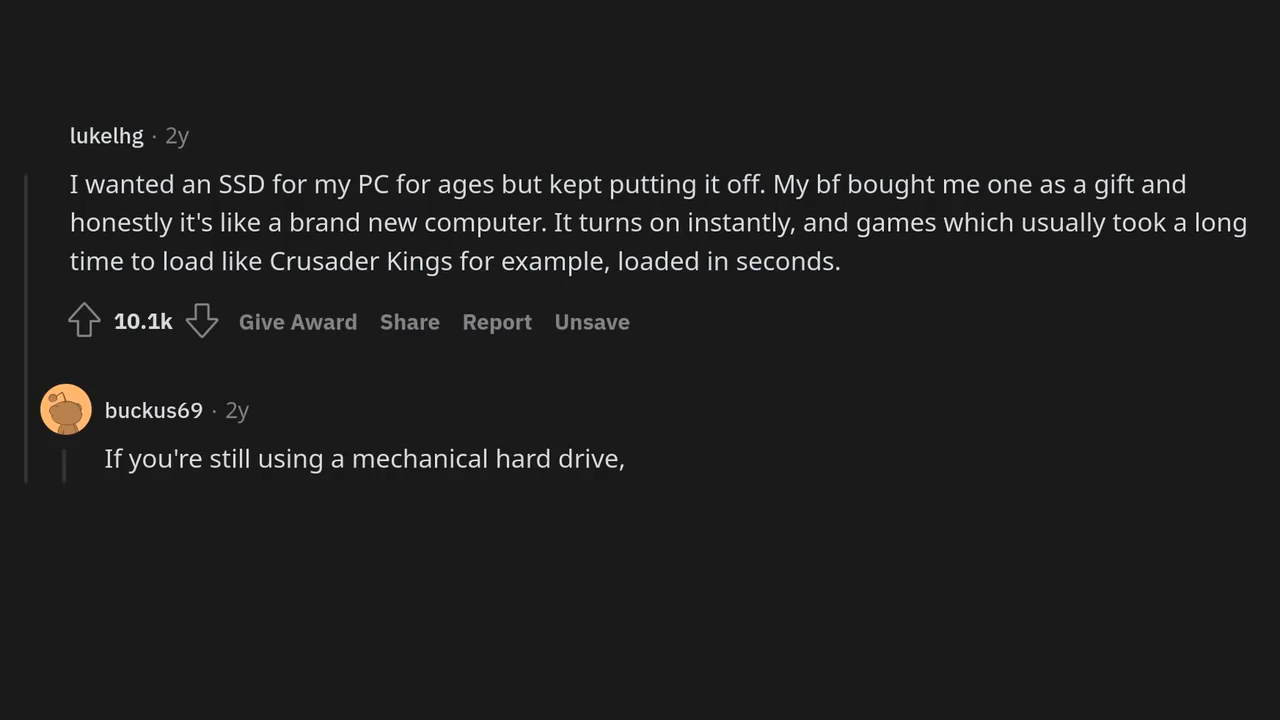 lukelhg · 2y
I wanted an SSD for my PC for ages but kept putting it off. My bf bought me one as a gift and
honestly it's like a brand new computer. It turns on instantly, and games which usually took a long
time to load like Crusader Kings for example, loaded in seconds.
10.1k Give Award Share Report Unsave
buckus69 · 2y
If you're still using a mechanical hard drive,